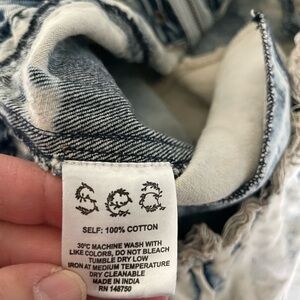 sea
SELF: 100% COTTON
30°C MACHINE WASH WITH
LIKE COLORS, DO NOT BLEACH
TUMBLE DRY LOW
IRON AT MEDIUM TEMPERATURE
DRY CLEANABLE
MADE IN INDIA
RN 148750